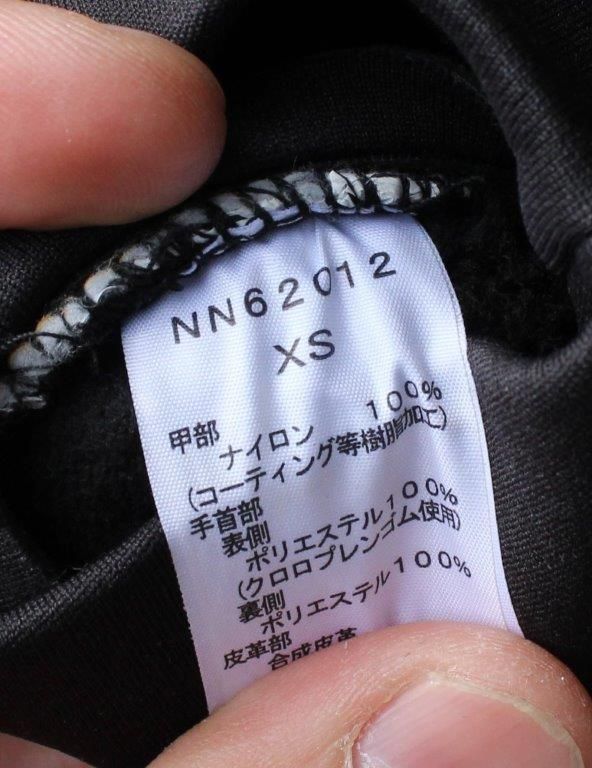 NN62012
XS
甲部
ナイロン 100%
(コーティング等樹脂加工)
手首部
表側
ポリエステル100%
(クロロプレンゴム使用)
裏側
ポリエステル100%
皮革部
合成皮革